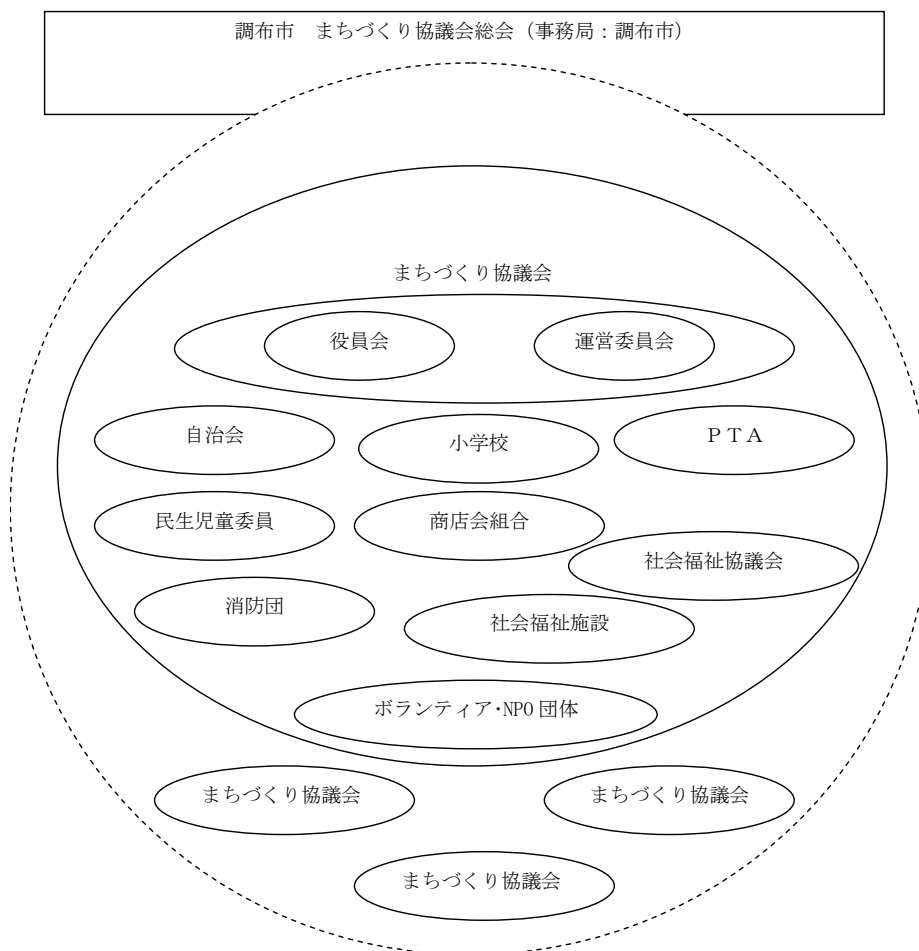 調布市　まちづくり協議会総会（事務局：調布市）
まちづくり協議会
役員会
運営委員会
自治会
小学校
ＰＴＡ
民生児童委員
商店会組合
社会福祉協議会
消防団
社会福祉施設
ボランティア･NPO団体
まちづくり協議会
まちづくり協議会
まちづくり協議会